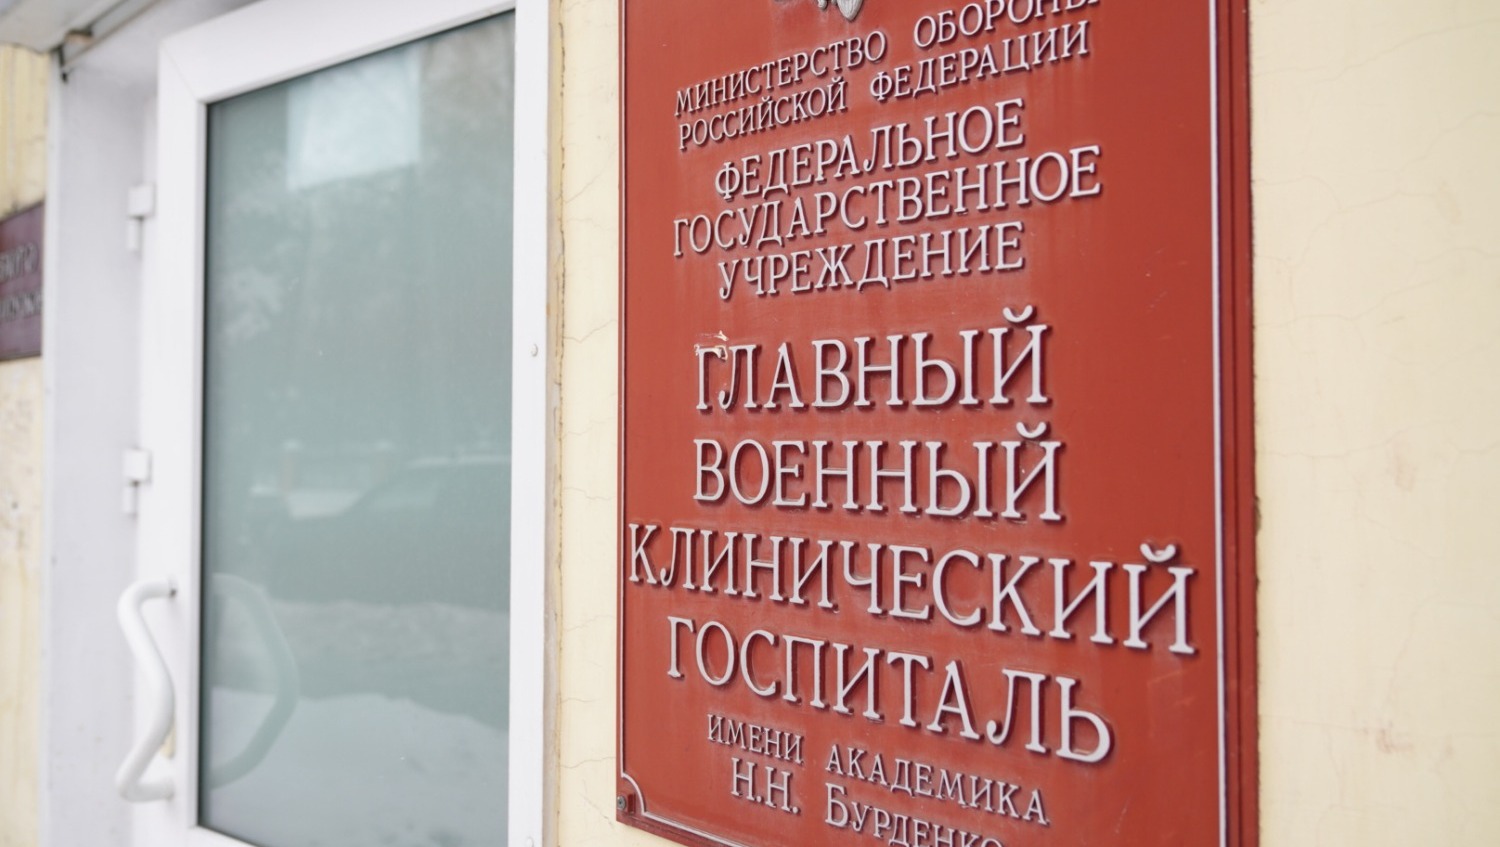 МИНИСТЕРСТВО ОБОРОНЫ
РОССИЙСКОЙ ФЕДЕРАЦИИ
ФЕДЕРАЛЬНОЕ
ГОСУДАРСТВЕННОЕ
УЧРЕЖДЕНИЕ
ГЛАВНЫЙ
ВОЕННЫЙ
КЛИНИЧЕСКИЙ
ГОСПИТАЛЬ
ИМЕНИ АКАДЕМИКА
Н.Н. БУРДЕНКО